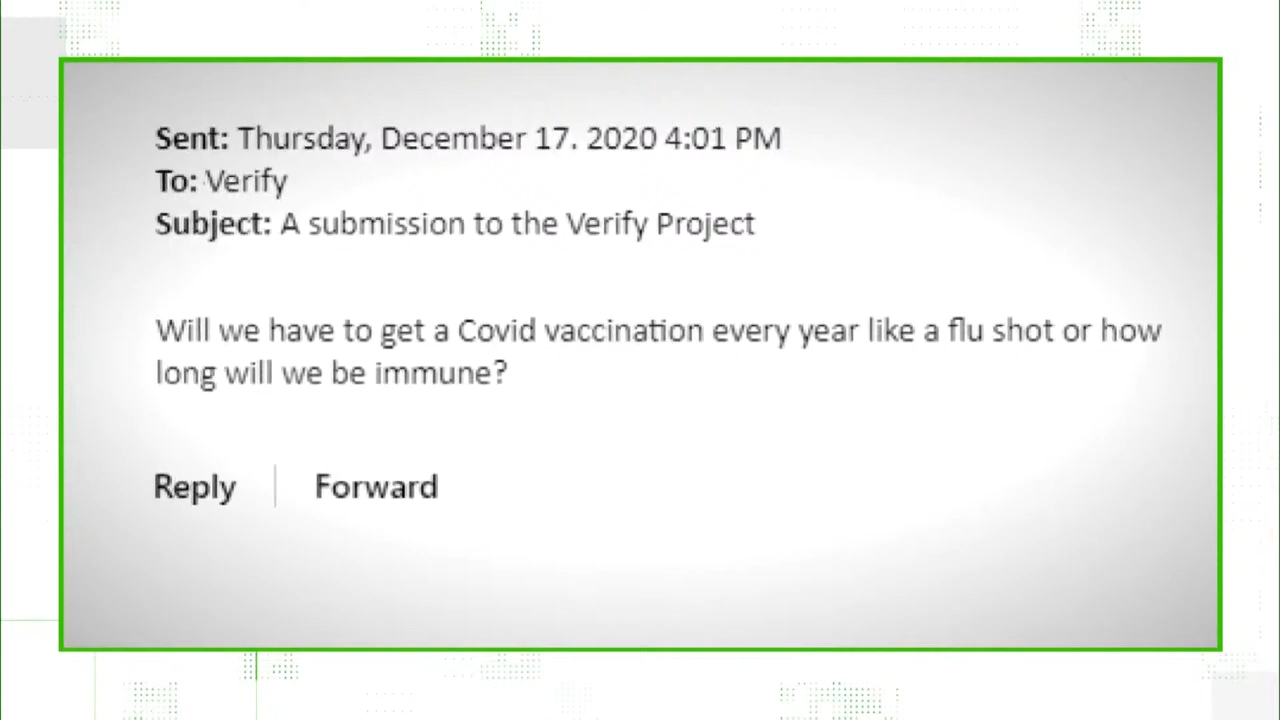 Sent: Thursday, December 17. 2020 4:01 PM
To: Verify
Subject: A submission to the Verify Project
Will we have to get a Covid vaccination every year like a flu shot or how
long will we be immune?
Reply Forward